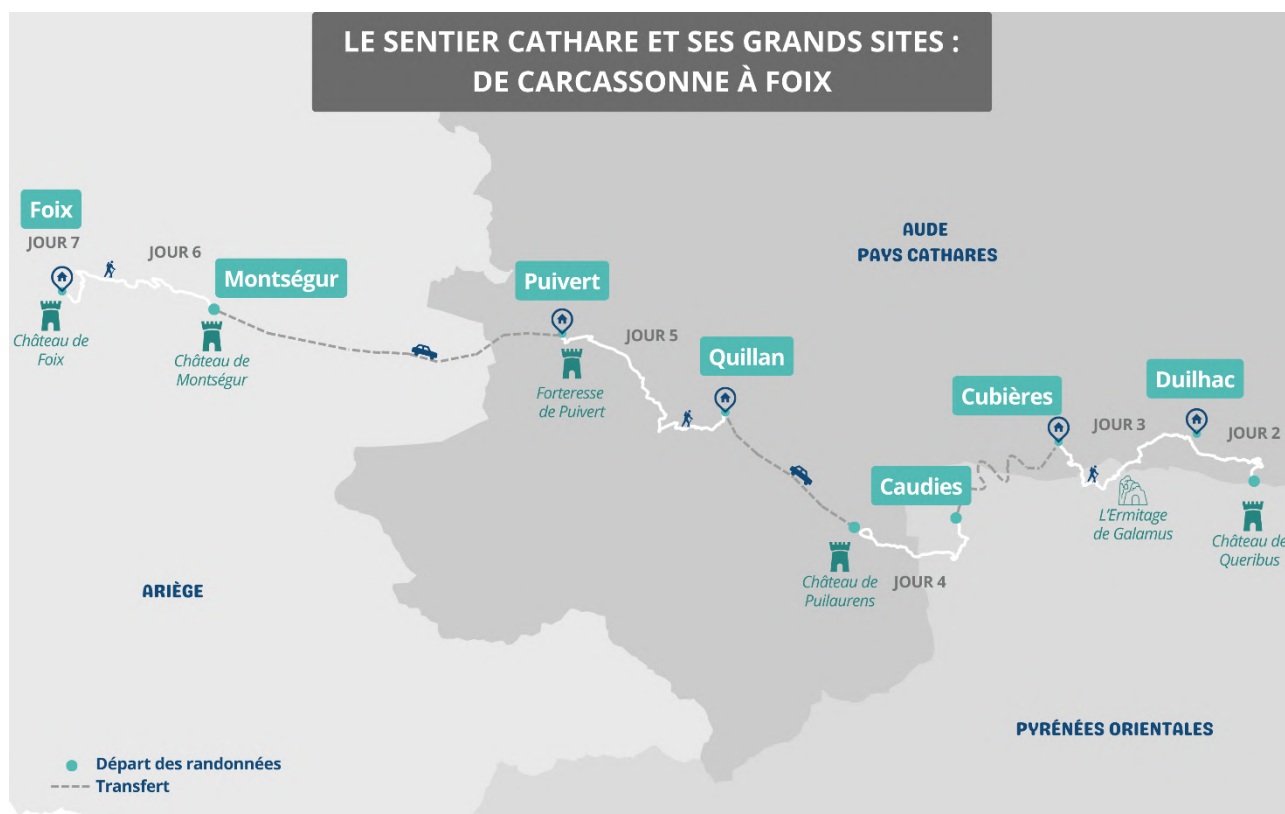 LE SENTIER CATHARE ET SES GRANDS SITES :
DE CARCASSONNE À FOIX
Foix
JOUR 7
JOUR 6
Montségur
Château de
Foix
Château de
Montségur
Puivert
JOUR 5
Forteresse
de Puivert
Quillan
AUDE
PAYS CATHARES
Cubières
JOUR 3
Duilhac
JOUR 2
Caudies
L'Ermitage
de Galamus
Château de
Queribus
Château de
Puilaurens
JOUR 4
ARIÈGE
PYRÉNÉES ORIENTALES
Départ des randonnées
Transfert